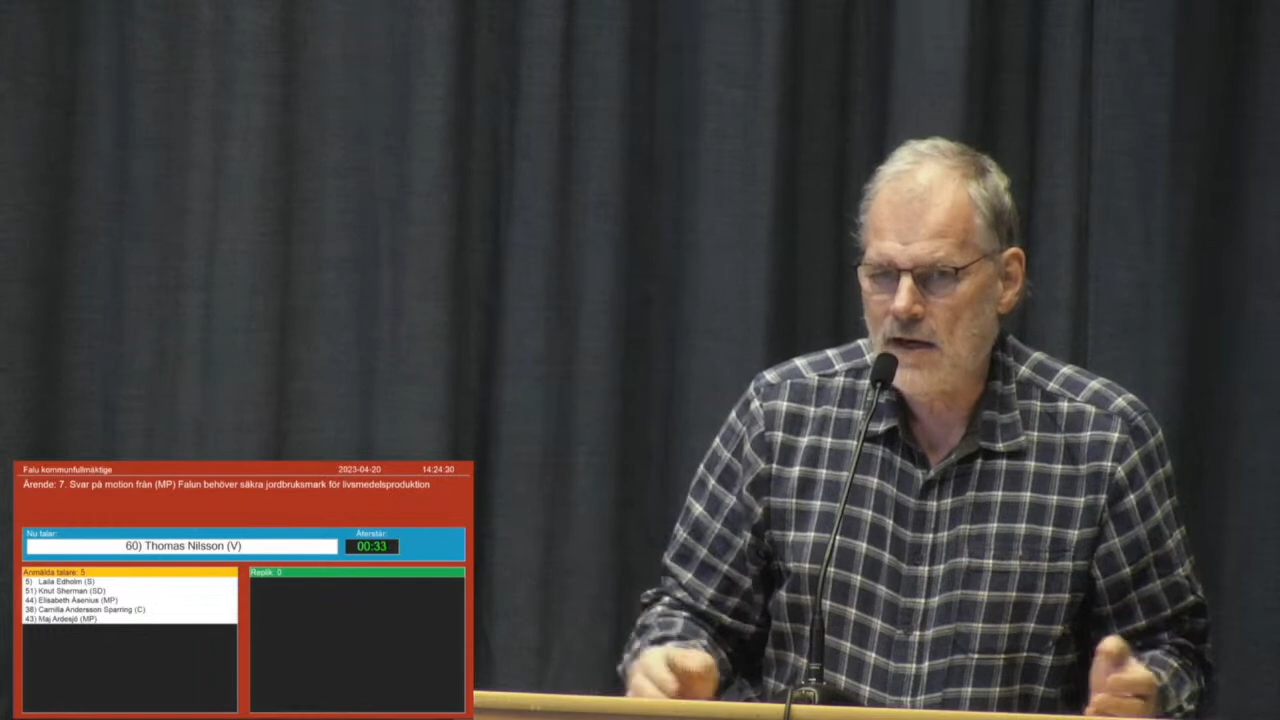 Falu kommunfullmäktige 2023-04-20 14:24:30
Ärende: 7. Svar på motion från (MP) Falun behöver säkra jordbruksmark för livsmedelsproduktion
Nu talar: Återstår:
60) Thomas Nilsson (V) 00:33
Anmälda talare: 5 Replik: 0
5) Laila Edholm (S)
51) Knut Sherman (SD)
44) Elisabeth Åsenius (MP)
38) Camilla Andersson Sparring (C)
43) Maj Ardesjö (MP)